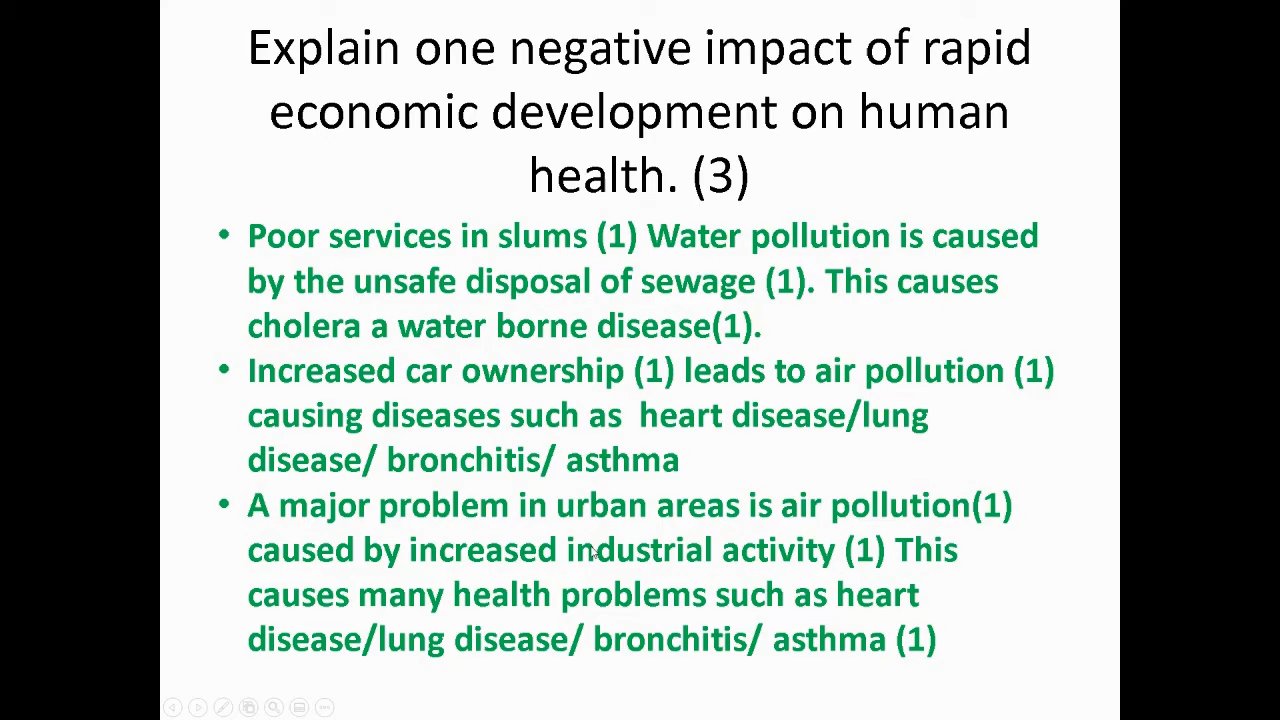 Explain one negative impact of rapid
economic development on human
health. (3)
• Poor services in slums (1) Water pollution is caused
by the unsafe disposal of sewage (1). This causes
cholera a water borne disease(1).
• Increased car ownership (1) leads to air pollution (1)
causing diseases such as  heart disease/lung
disease/ bronchitis/ asthma
• A major problem in urban areas is air pollution(1)
caused by increased industrial activity (1) This
causes many health problems such as heart
disease/lung disease/ bronchitis/ asthma (1)